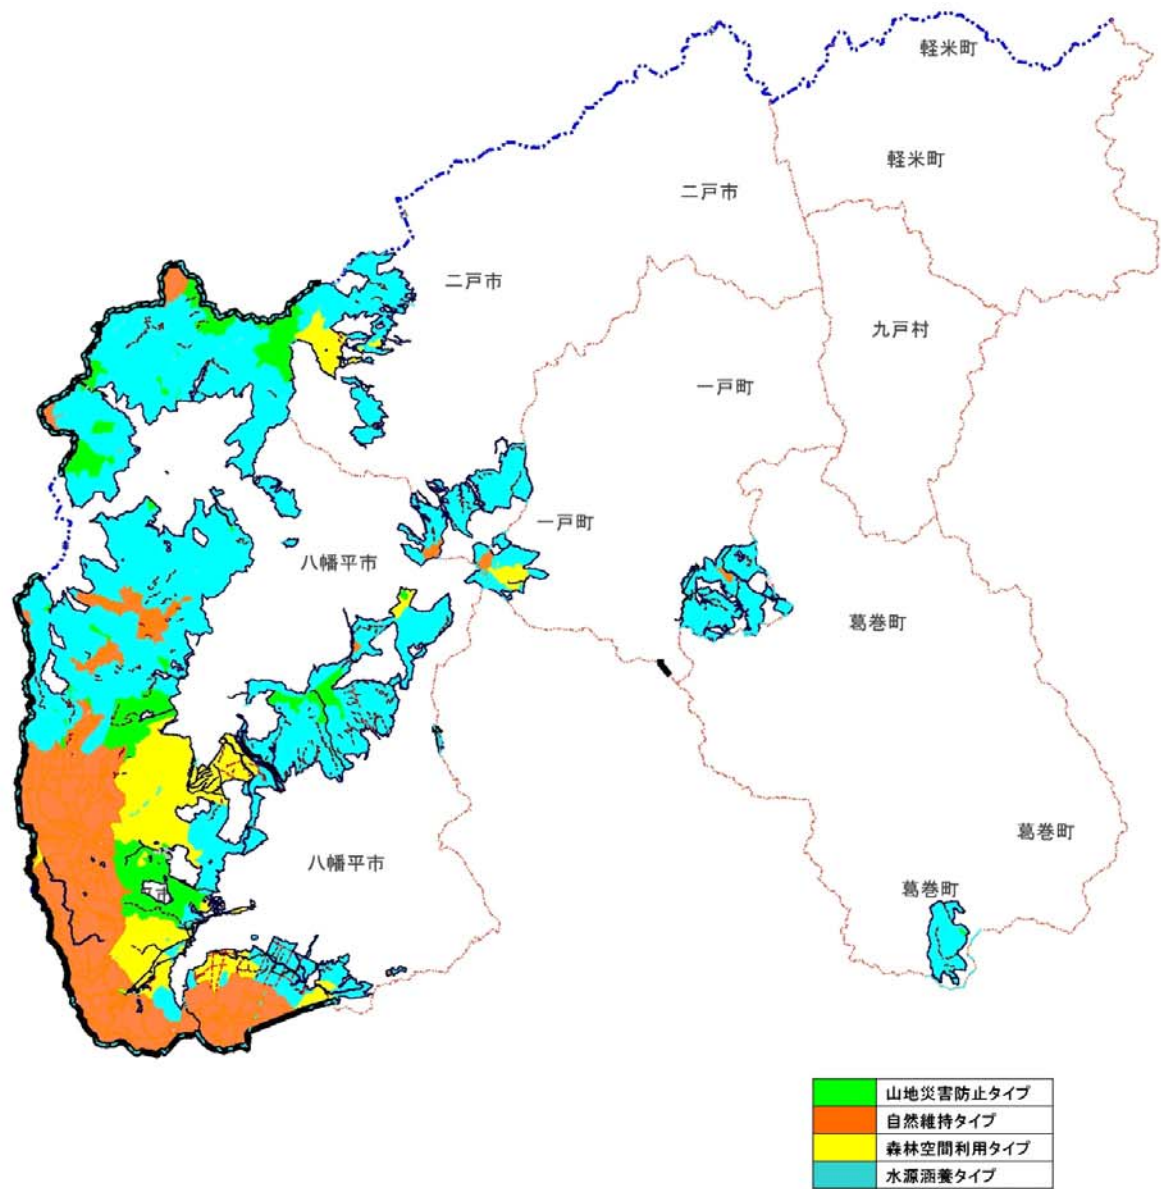 軽米町
軽米町
二戸市
二戸市
九戸村
一戸町
一戸町
八幡平市
葛巻町
葛巻町
八幡平市
葛巻町
山地災害防止タイプ
自然維持タイプ
森林空間利用タイプ
水源涵養タイプ